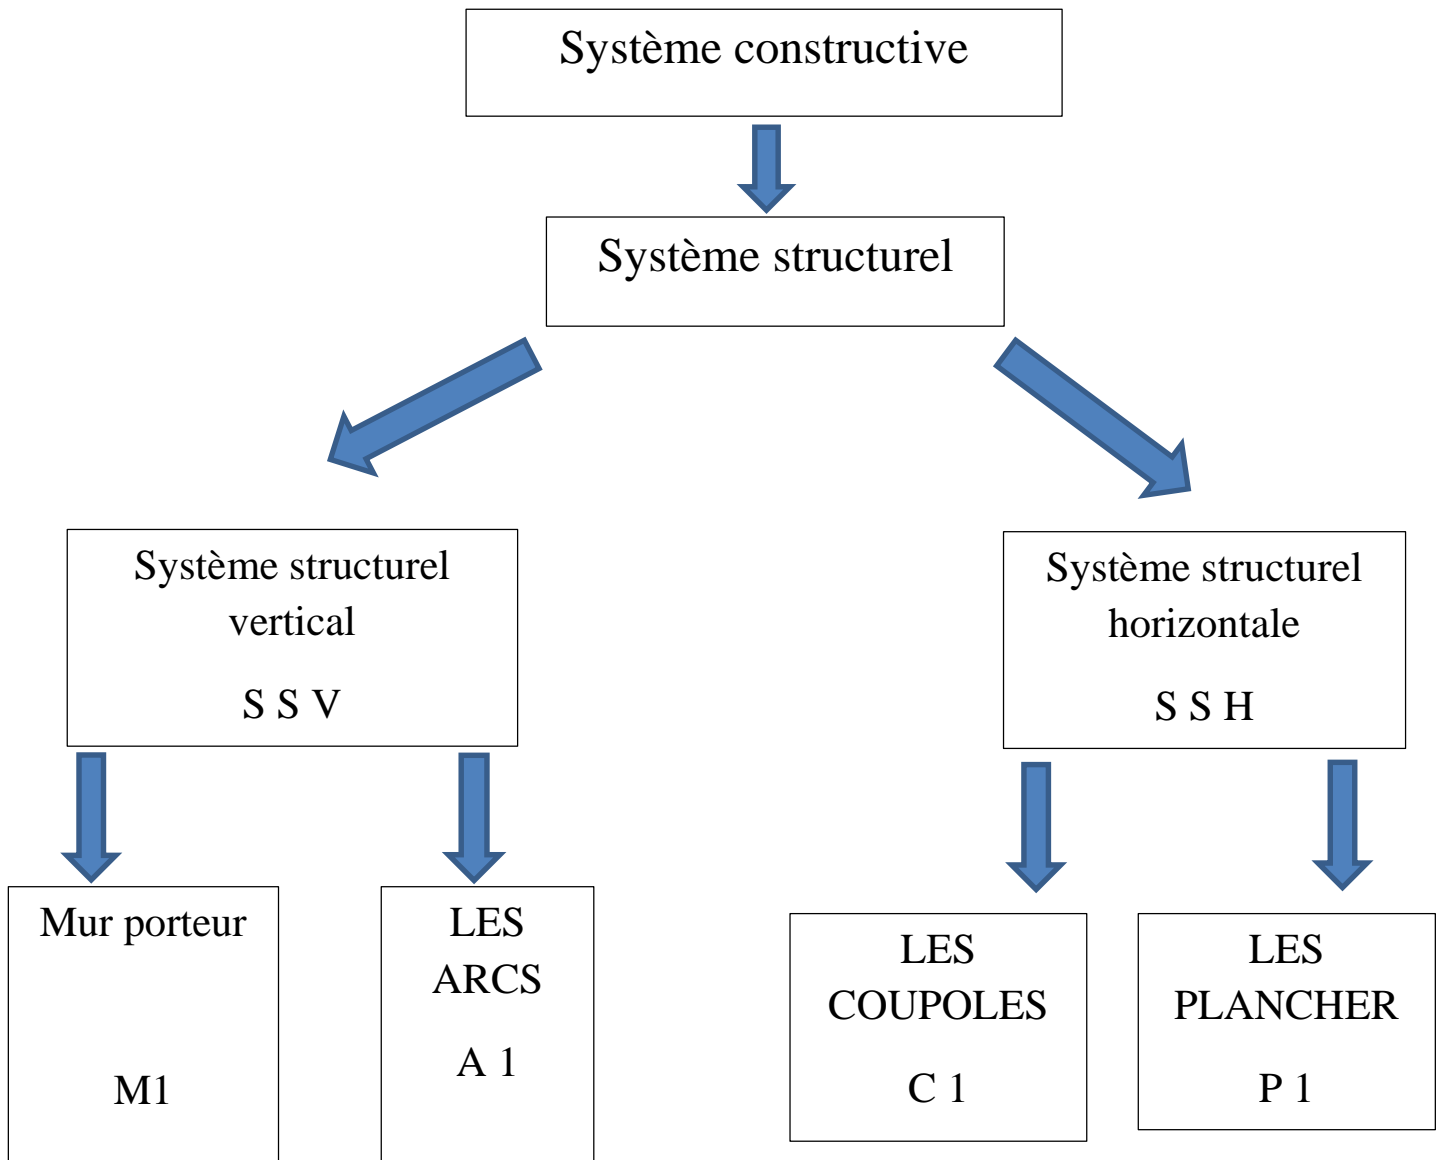 Système constructive
Système structurel
Système structurel
vertical
S S V
Système structurel
horizontale
S S H
Mur porteur
M1
LES
ARCS
A 1
LES
COUPOLES
C 1
LES
PLANCHER
P 1